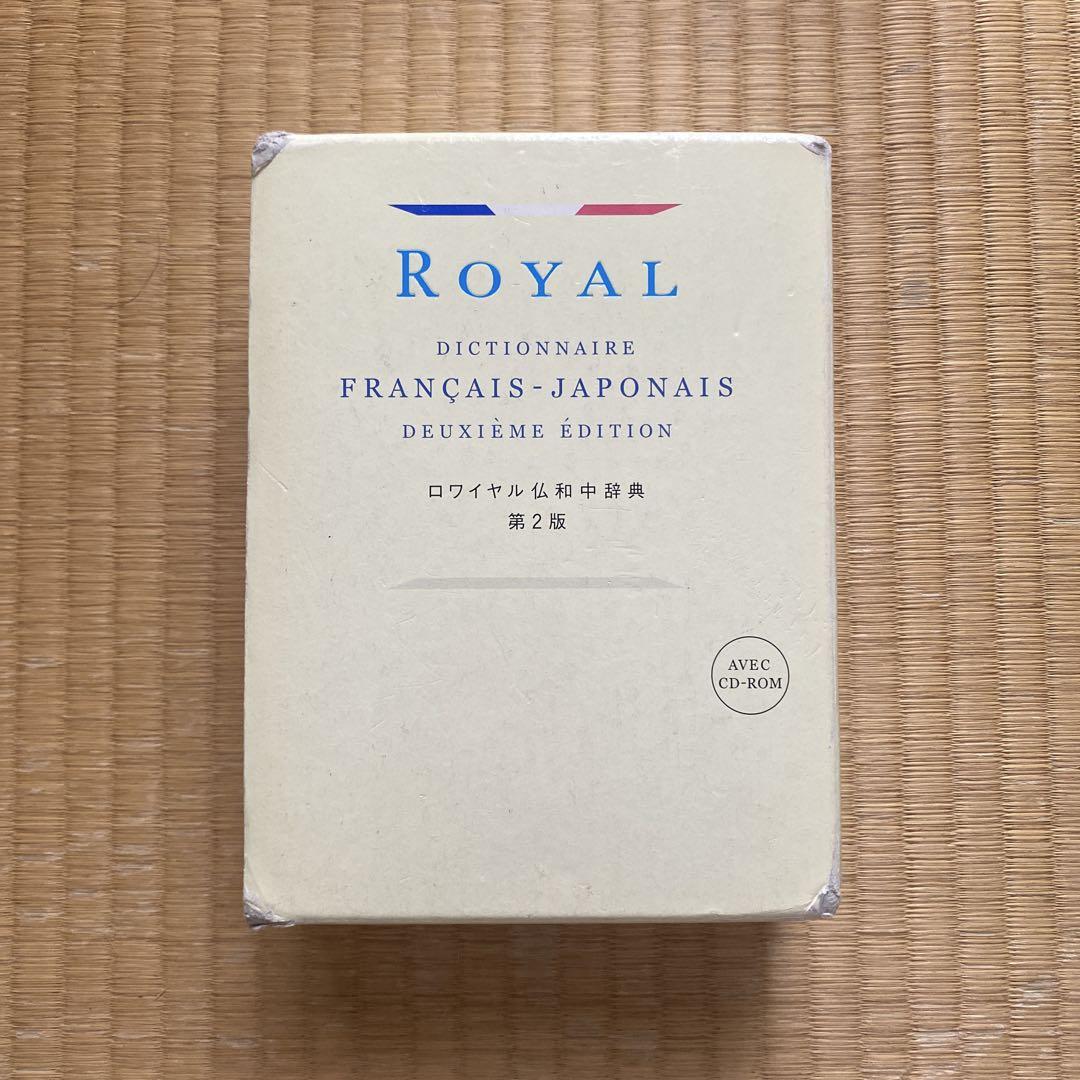 ROYAL
DICTIONNAIRE
FRANÇAIS-JAPONAIS
DEUXIÈME ÉDITION
ロワイヤル仏和中辞典
第2版
AVEC
CD-ROM